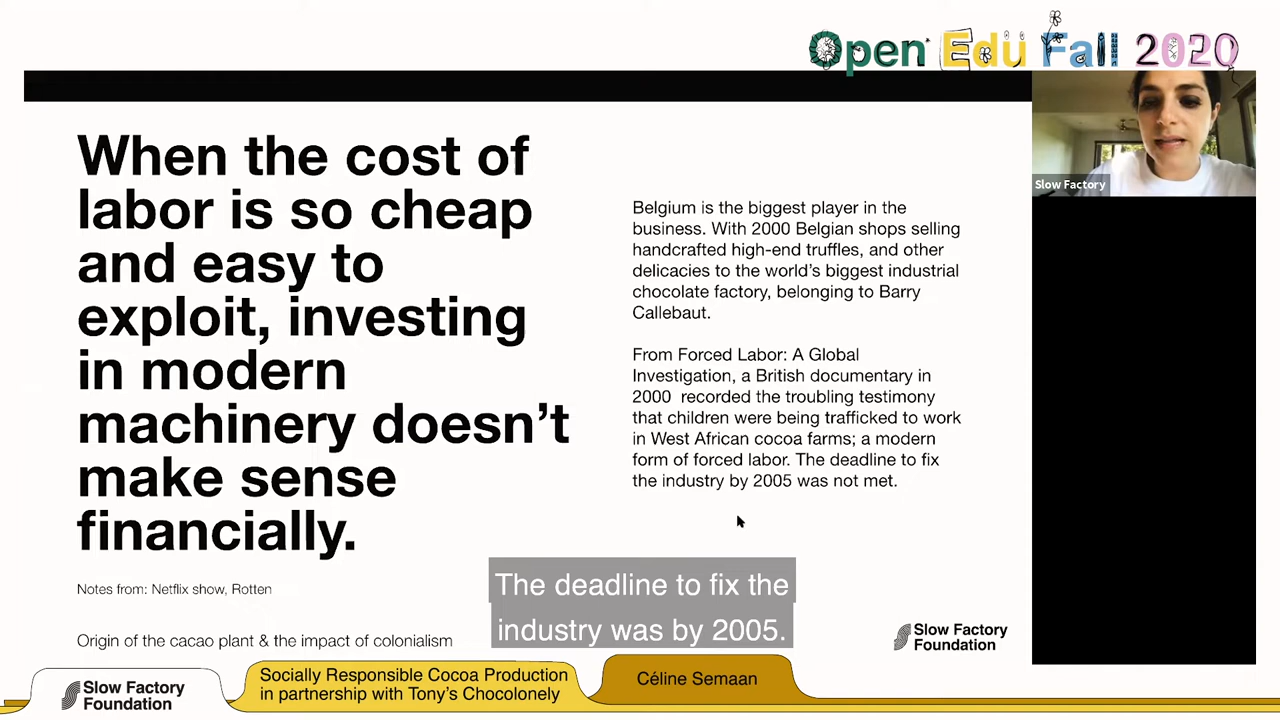 Open Edu Fall 2020
When the cost of
labor is so cheap
and easy to
exploit, investing
in modern
machinery doesn't
make sense
financially.
Notes from: Netflix show, Rotten
Origin of the cacao plant & the impact of colonialism
Belgium is the biggest player in the
business. With 2000 Belgian shops selling
handcrafted high-end truffles, and other
delicacies to the world's biggest industrial
chocolate factory, belonging to Barry
Callebaut.
From Forced Labor: A Global
Investigation, a British documentary in
2000 recorded the troubling testimony
that children were being trafficked to work
in West African cocoa farms; a modern
form of forced labor. The deadline to fix
the industry by 2005 was not met.
Slow Factory
The deadline to fix the
industry was by 2005.
Slow Factory
Foundation
Slow Factory
Foundation
Socially Responsible Cocoa Production
in partnership with Tony's Chocolonely
Céline Semaan